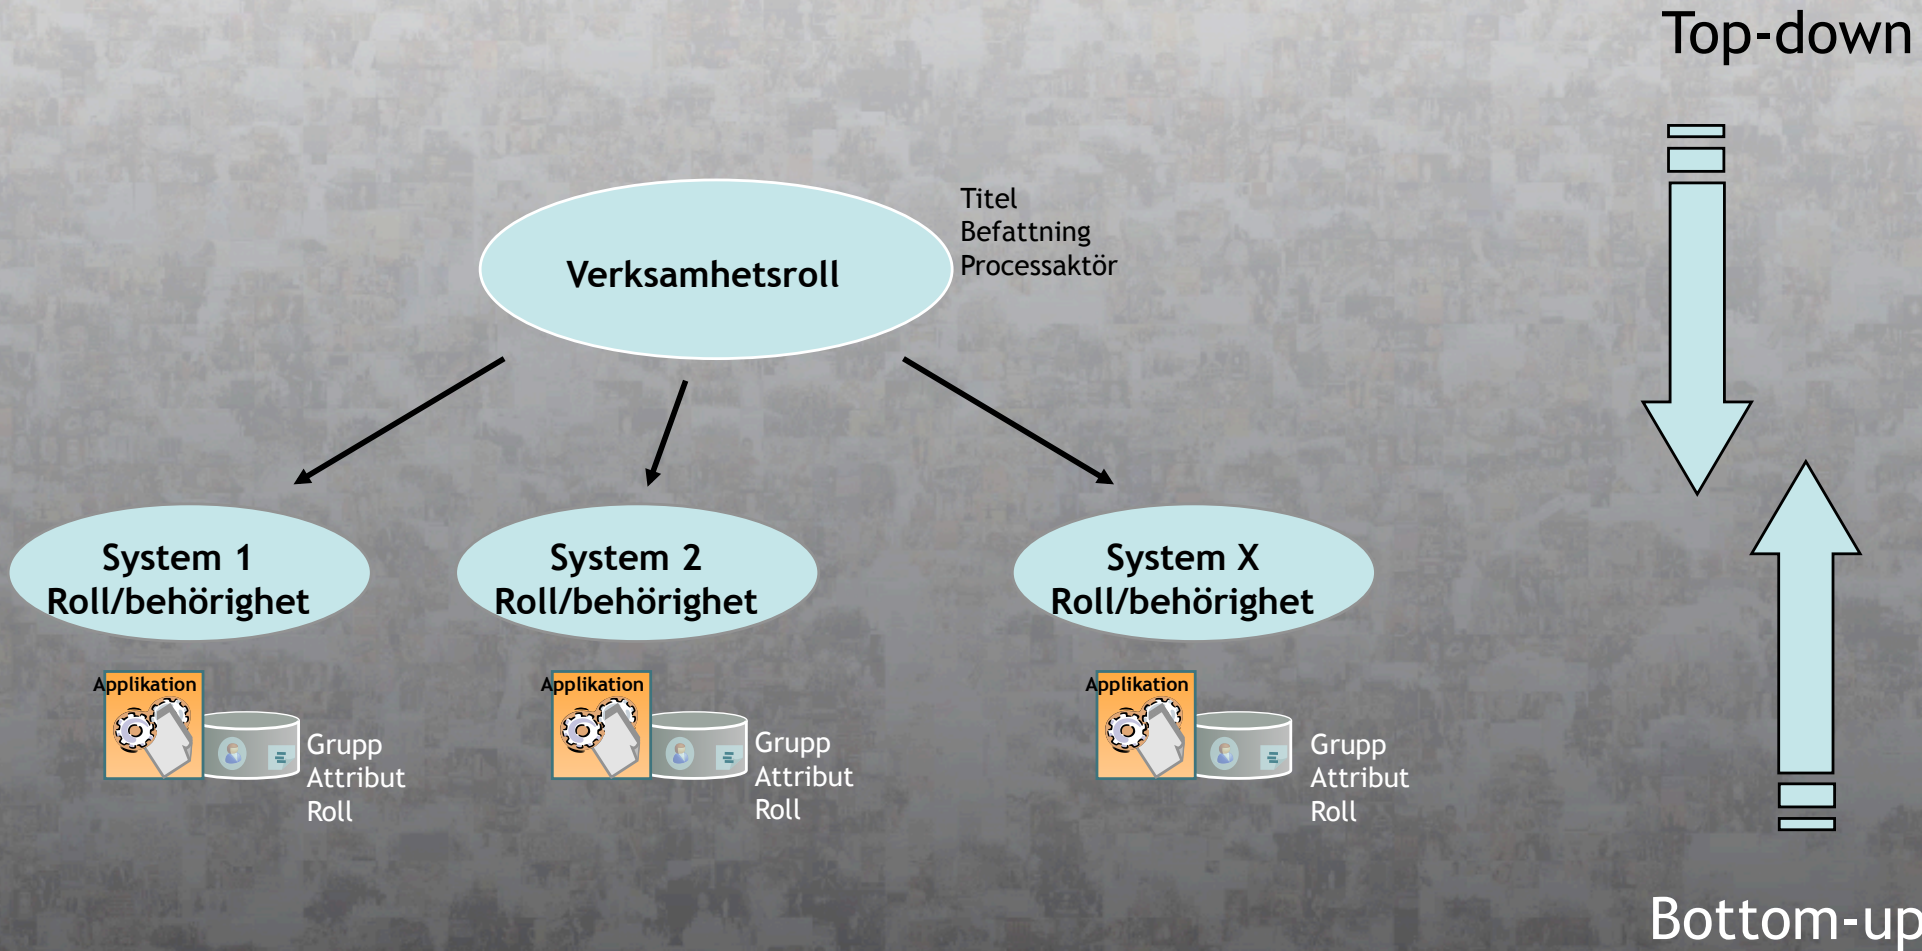 Top-down
Titel
Befattning
Processaktör
Verksamhetsroll
System 1
Roll/behörighet
System 2
Roll/behörighet
System X
Roll/behörighet
Applikation
Grupp
Attribut
Roll
Applikation
Grupp
Attribut
Roll
Applikation
Grupp
Attribut
Roll
Bottom-up